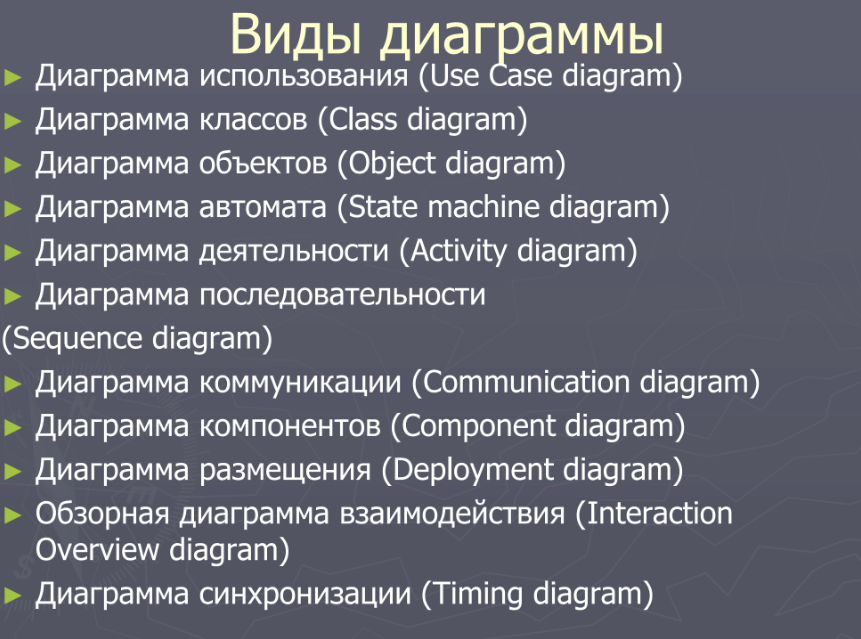 Виды диаграммы
► Диаграмма использования (Use Case diagram)
► Диаграмма классов (Class diagram)
► Диаграмма объектов (Object diagram)
► Диаграмма автомата (State machine diagram)
► Диаграмма деятельности (Activity diagram)
► Диаграмма последовательности
(Sequence diagram)
► Диаграмма коммуникации (Communication diagram)
► Диаграмма компонентов (Component diagram)
► Диаграмма размещения (Deployment diagram)
► Обзорная диаграмма взаимодействия (Interaction
Overview diagram)
► Диаграмма синхронизации (Timing diagram)